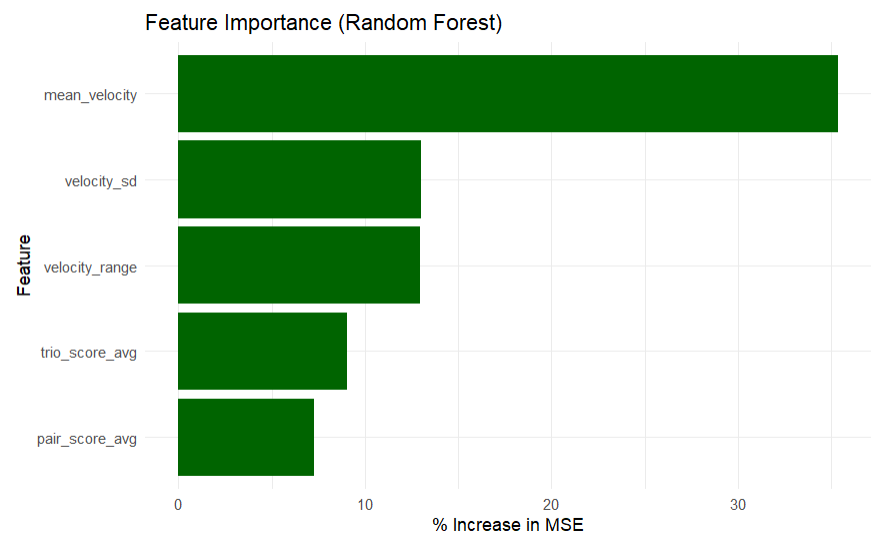 Feature Importance (Random Forest)
Feature
mean_velocity
velocity_sd
velocity_range
trio_score_avg
pair_score_avg
0 10 20 30
% Increase in MSE